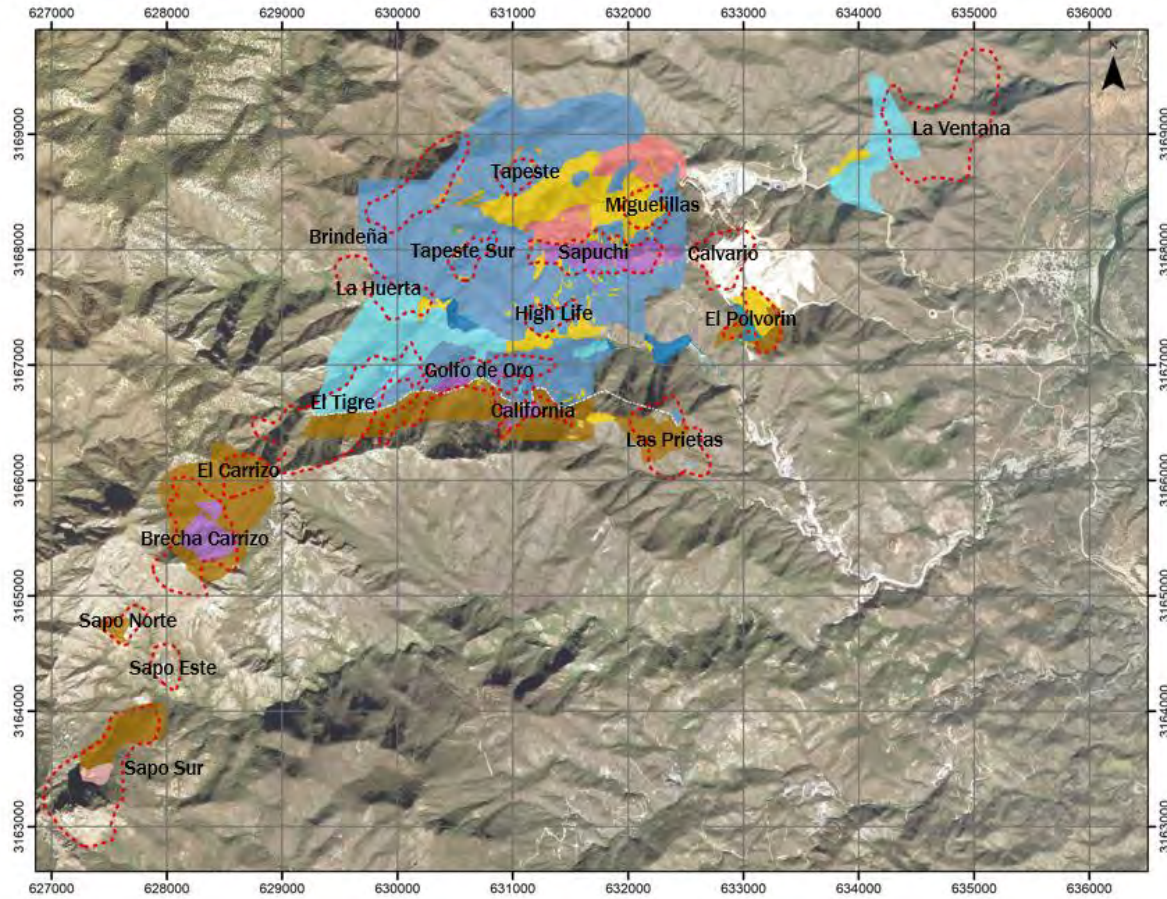 627000 628000 629000 630000 631000 632000 633000 634000 635000 636000
N
3169000 3169000
La Ventana
Tapeste
Miguelillas
Brindeña
3168000 3168000
Tapeste Sur
Sapuchi
Calvario
La Huerta
High Life
El Polvorin
3167000 3167000
Golfo de Oro
El Tigre
California
Las Prietas
El Carrizo
3166000 3166000
Brecha Carrizo
3165000 3165000
Sapo Norte
Sapo Este
3164000 3164000
Sapo Sur
3163000 3163000
627000 628000 629000 630000 631000 632000 633000 634000 635000 636000